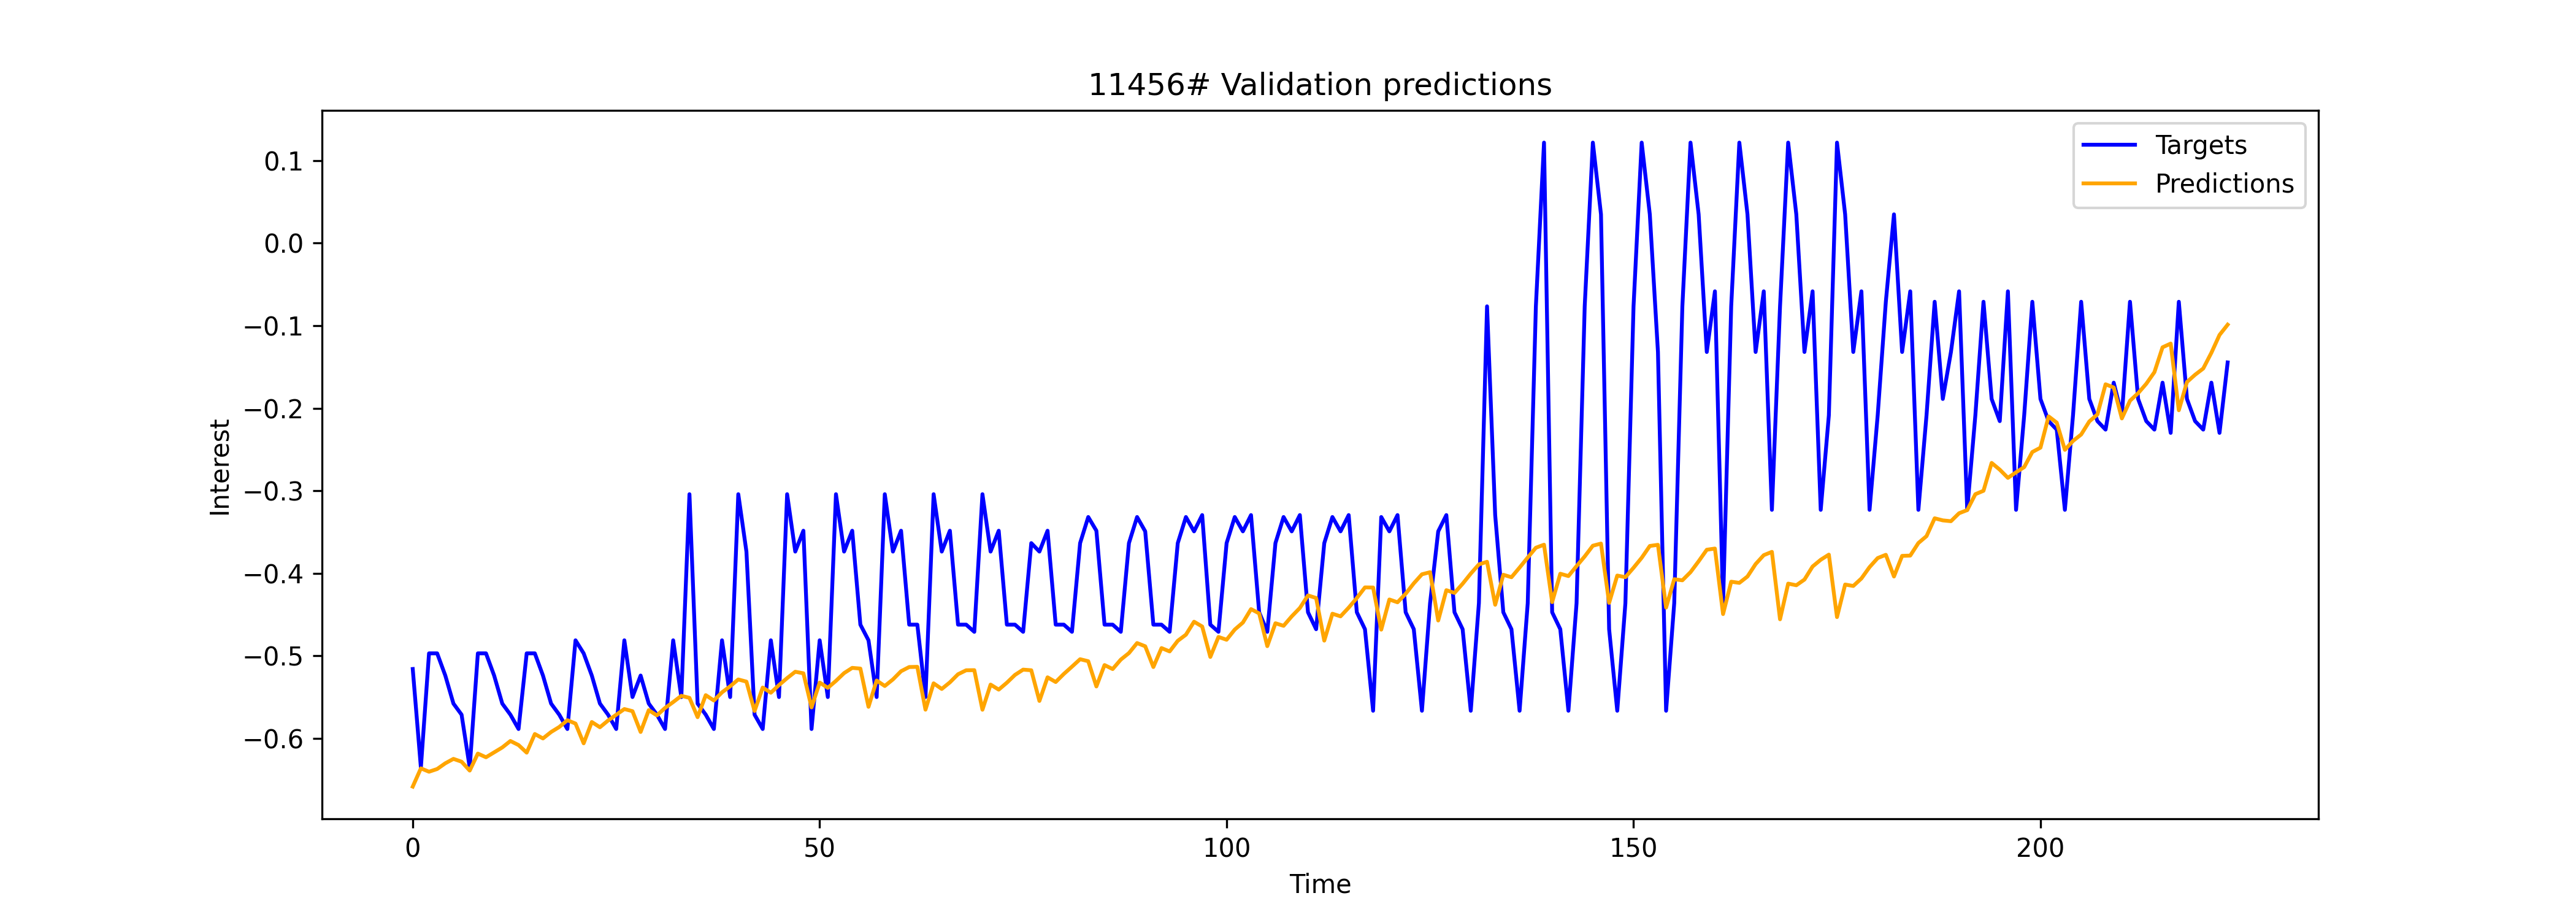 11456# Validation predictions
Targets
Predictions
0.1
0.0
−0.1
−0.2
−0.3
−0.4
−0.5
−0.6
Interest
0 50 100 150 200
Time